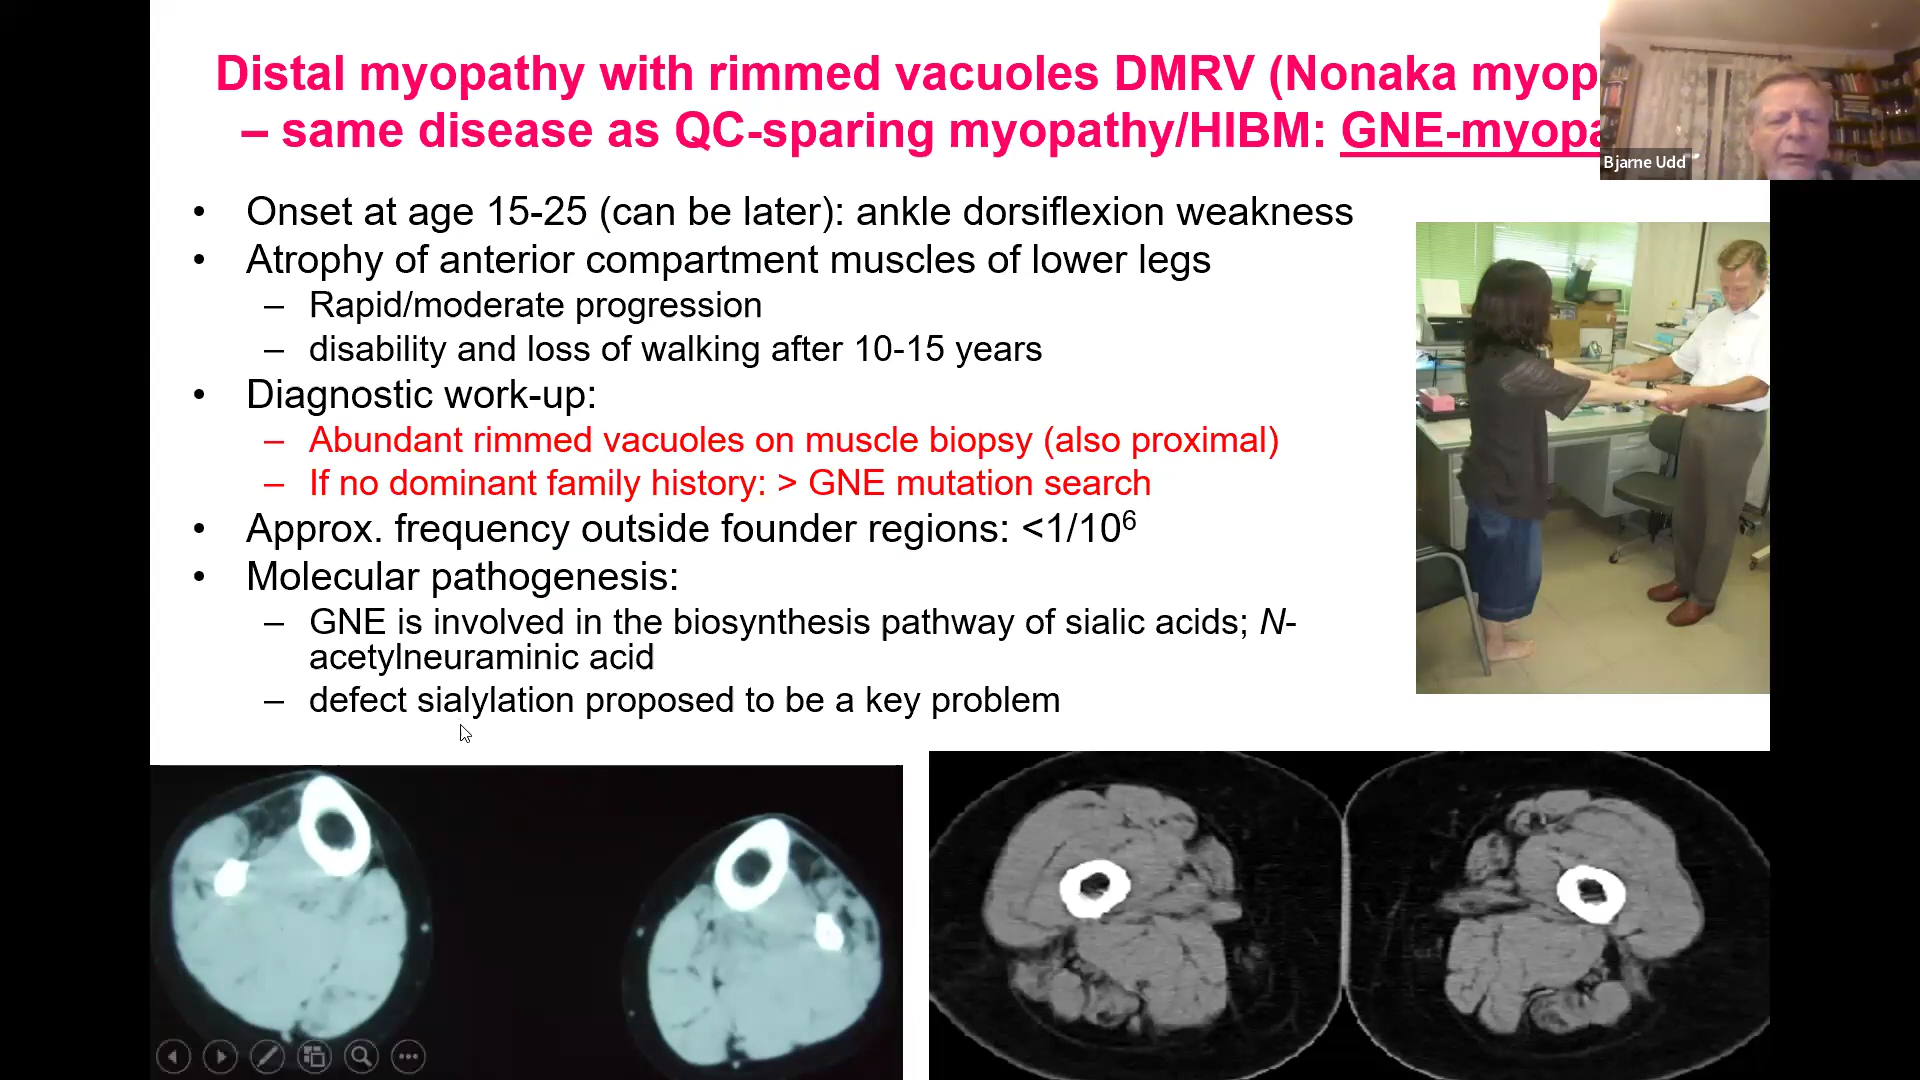 Distal myopathy with rimmed vacuoles DMRV (Nonaka myop
– same disease as QC-sparing myopathy/HIBM: GNE-myopa
Bjarne Udd
• Onset at age 15-25 (can be later): ankle dorsiflexion weakness
• Atrophy of anterior compartment muscles of lower legs
– Rapid/moderate progression
– disability and loss of walking after 10-15 years
• Diagnostic work-up:
– Abundant rimmed vacuoles on muscle biopsy (also proximal)
– If no dominant family history: > GNE mutation search
• Approx. frequency outside founder regions: <1/10⁶
• Molecular pathogenesis:
– GNE is involved in the biosynthesis pathway of sialic acids; N-
acetylneuraminic acid
– defect sialylation proposed to be a key problem